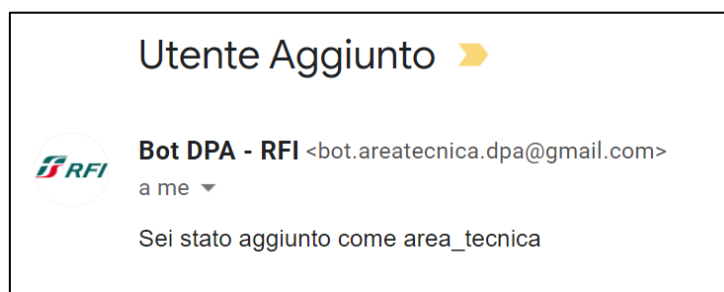 Utente Aggiunto
RFI
Bot DPA - RFI <bot.areatecnica.dpa@gmail.com>
a me
Sei stato aggiunto come area_tecnica